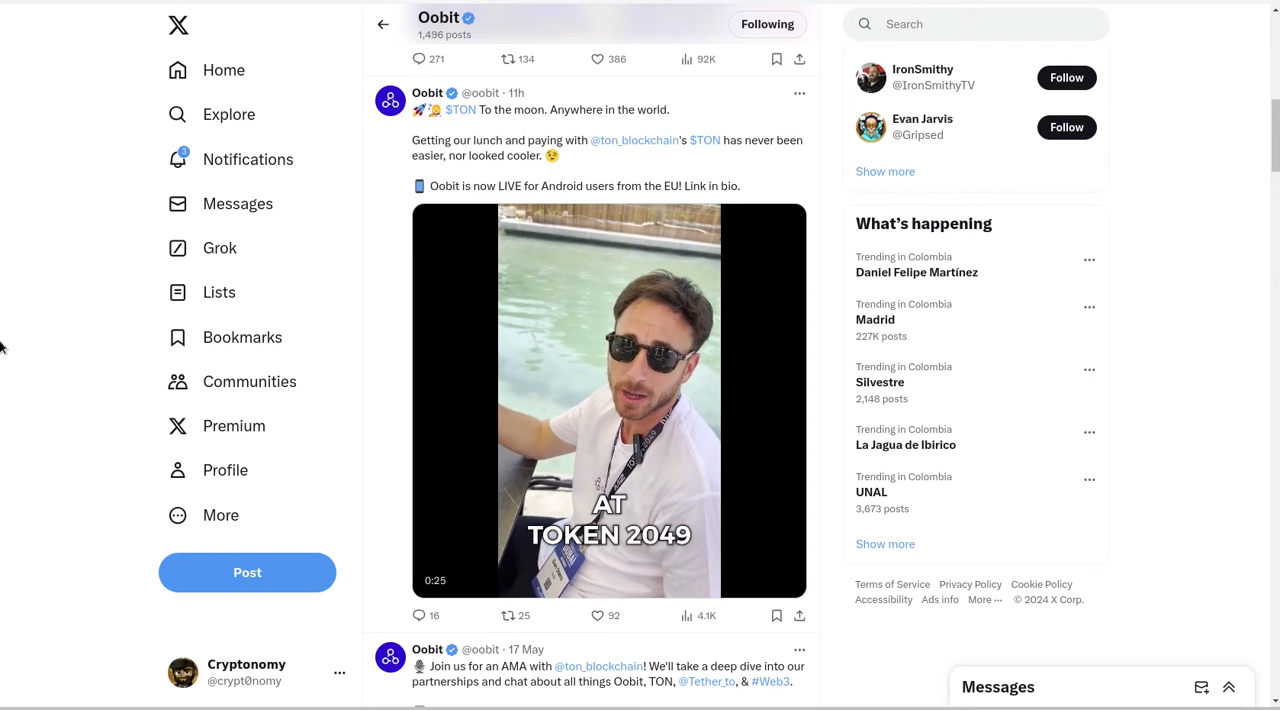 Home
Explore
3
Notifications
Messages
Grok
Lists
Bookmarks
Communities
Premium
Profile
More
Post
Cryptonomy
@crypt0nomy
Oobit
1,496 posts
Following
271 134 386 92K
Oobit @oobit · 11h
🚀🧑‍🚀 $TON To the moon. Anywhere in the world.
Getting our lunch and paying with @ton_blockchain's $TON has never been
easier, nor looked cooler. 😉
📱 Oobit is now LIVE for Android users from the EU! Link in bio.
AT
TOKEN 2049
0:25
16 25 92 4.1K
Oobit @oobit · 17 May
🎙️ Join us for an AMA with @ton_blockchain! We'll take a deep dive into our
partnerships and chat about all things Oobit, TON, @Tether_to, & #Web3.
Search
IronSmithy
@IronSmithyTV
Follow
Evan Jarvis
@Gripsed
Follow
Show more
What's happening
Trending in Colombia
Daniel Felipe Martínez
Trending in Colombia
Madrid
227K posts
Trending in Colombia
Silvestre
2,148 posts
Trending in Colombia
La Jagua de Ibirico
Trending in Colombia
UNAL
3,673 posts
Show more
Terms of Service Privacy Policy Cookie Policy
Accessibility Ads info More ··· © 2024 X Corp.
Messages